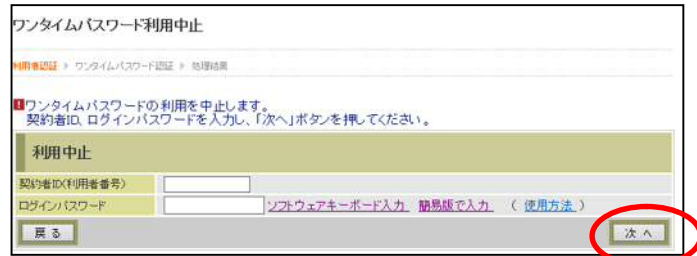 ワンタイムパスワード利用中止
利用者認証 > ワンタイムパスワード認証 > 処理結果
ワンタイムパスワードの利用を中止します。
契約者ID、ログインパスワードを入力し、「次へ」ボタンを押してください。
利用中止
契約者ID(利用者番号)
ログインパスワード ソフトウェアキーボード入力 簡易版で入力 ( 使用方法 )
戻る 次へ